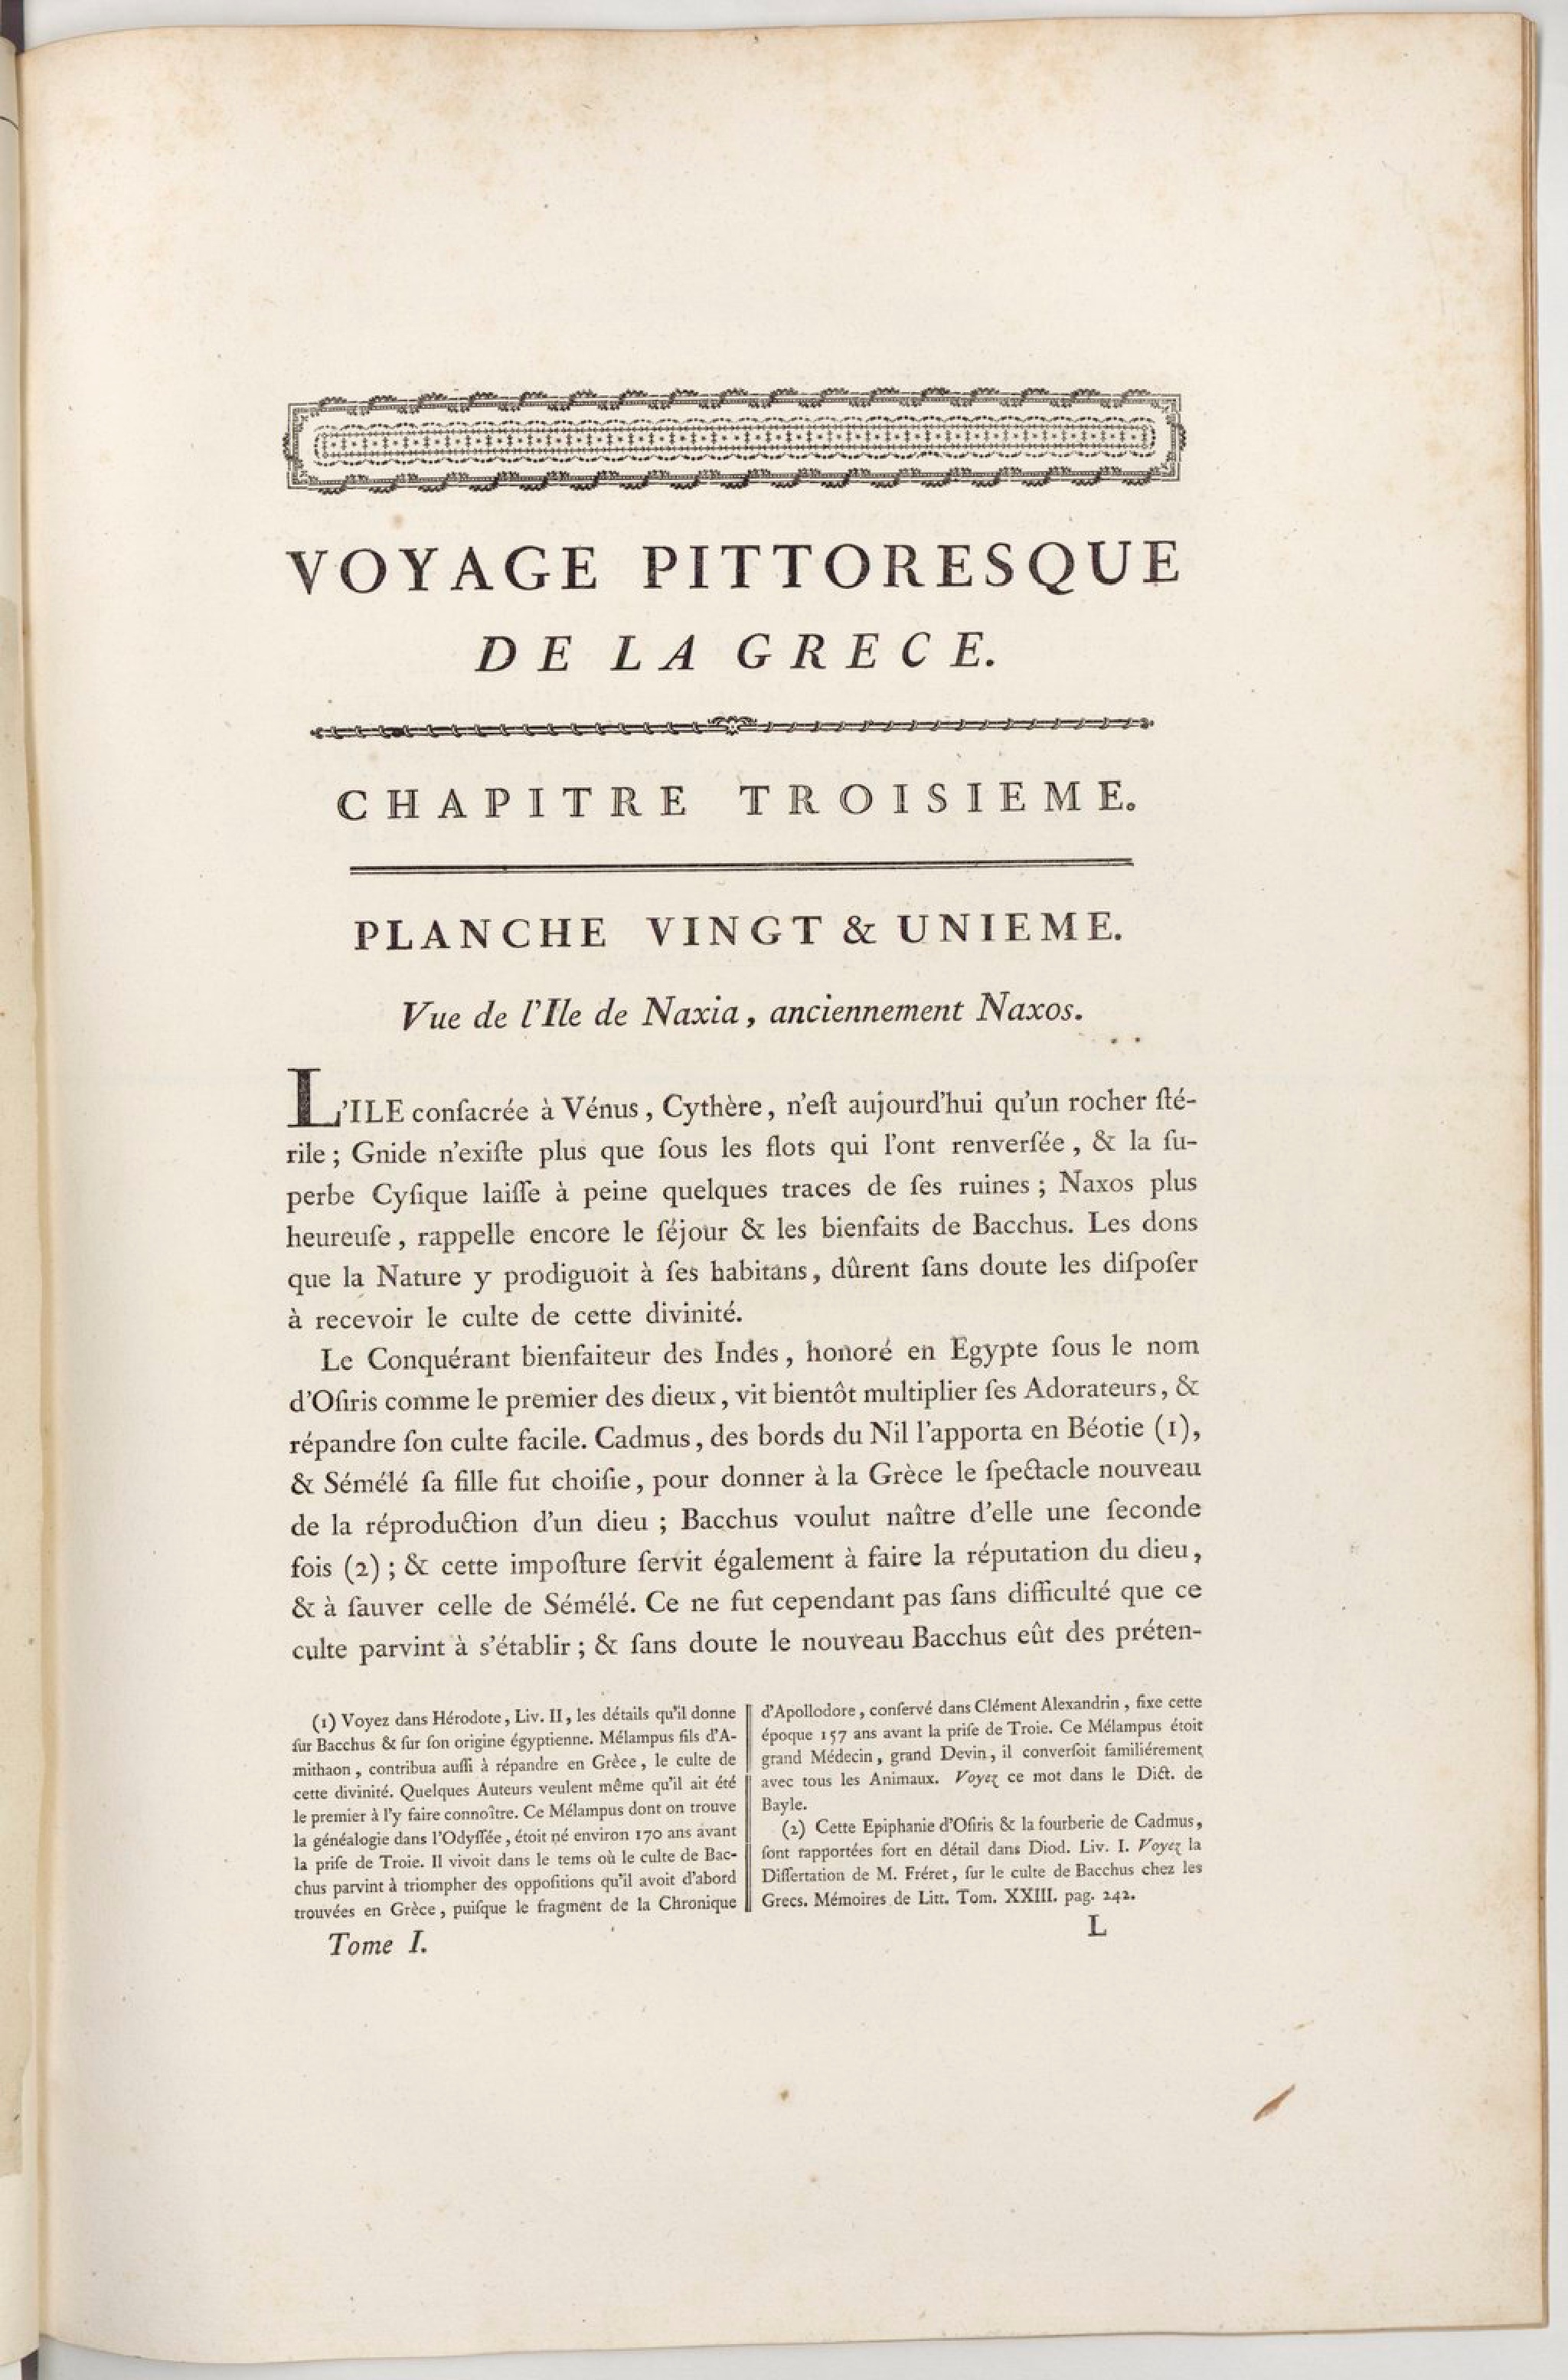 VOYAGE PITTORESQUE
DE LA GRECE.
CHAPITRE TROISIEME.
PLANCHE VINGT & UNIEME.
Vue de l'Ile de Naxia, anciennement Naxos.
L'ILE conſacrée à Vénus, Cythère, n'eſt aujourd'hui qu'un rocher ſté-
rile; Gnide n'exiſte plus que ſous les flots qui l'ont renverſée, & la ſu-
perbe Cyſique laiſſe à peine quelques traces de ſes ruines; Naxos plus
heureuſe, rappelle encore le ſéjour & les bienfaits de Bacchus. Les dons
que la Nature y prodiguoit à ſes habitans, dûrent ſans doute les diſpoſer
à recevoir le culte de cette divinité.
Le Conquérant bienfaiteur des Indes, honoré en Egypte ſous le nom
d'Oſiris comme le premier des dieux, vit bientôt multiplier ſes Adorateurs, &
répandre ſon culte facile. Cadmus, des bords du Nil l'apporta en Béotie (1),
& Sémélé ſa fille fut choiſie, pour donner à la Grèce le ſpectacle nouveau
de la réproduction d'un dieu; Bacchus voulut naître d'elle une ſeconde
fois (2); & cette impoſture ſervit également à faire la réputation du dieu,
& à ſauver celle de Sémélé. Ce ne fut cependant pas ſans difficulté que ce
culte parvint à s'établir; & ſans doute le nouveau Bacchus eût des préten-
(1) Voyez dans Hérodote, Liv. II, les détails qu'il donne
ſur Bacchus & ſur ſon origine égyptienne. Mélampus fils d'A-
mithaon, contribua auſſi à répandre en Grèce, le culte de
cette divinité. Quelques Auteurs veulent même qu'il ait été
le premier à l'y faire connoître. Ce Mélampus dont on trouve
la généalogie dans l'Odyſſée, étoit né environ 170 ans avant
la priſe de Troie. Il vivoit dans le tems où le culte de Bac-
chus parvint à triompher des oppoſitions qu'il avoit d'abord
trouvées en Grèce, puiſque le fragment de la Chronique
d'Apollodore, conſervé dans Clément Alexandrin, fixe cette
époque 157 ans avant la priſe de Troie. Ce Mélampus étoit
grand Médecin, grand Devin, il converſoit familiérement
avec tous les Animaux. Voyez ce mot dans le Dict. de
Bayle.
(2) Cette Epiphanie d'Oſiris & la fourberie de Cadmus,
ſont rapportées fort en détail dans Diod. Liv. I. Voyez la
Diſſertation de M. Fréret, ſur le culte de Bacchus chez les
Grecs. Mémoires de Litt. Tom. XXIII. pag. 242.
Tome I.
L